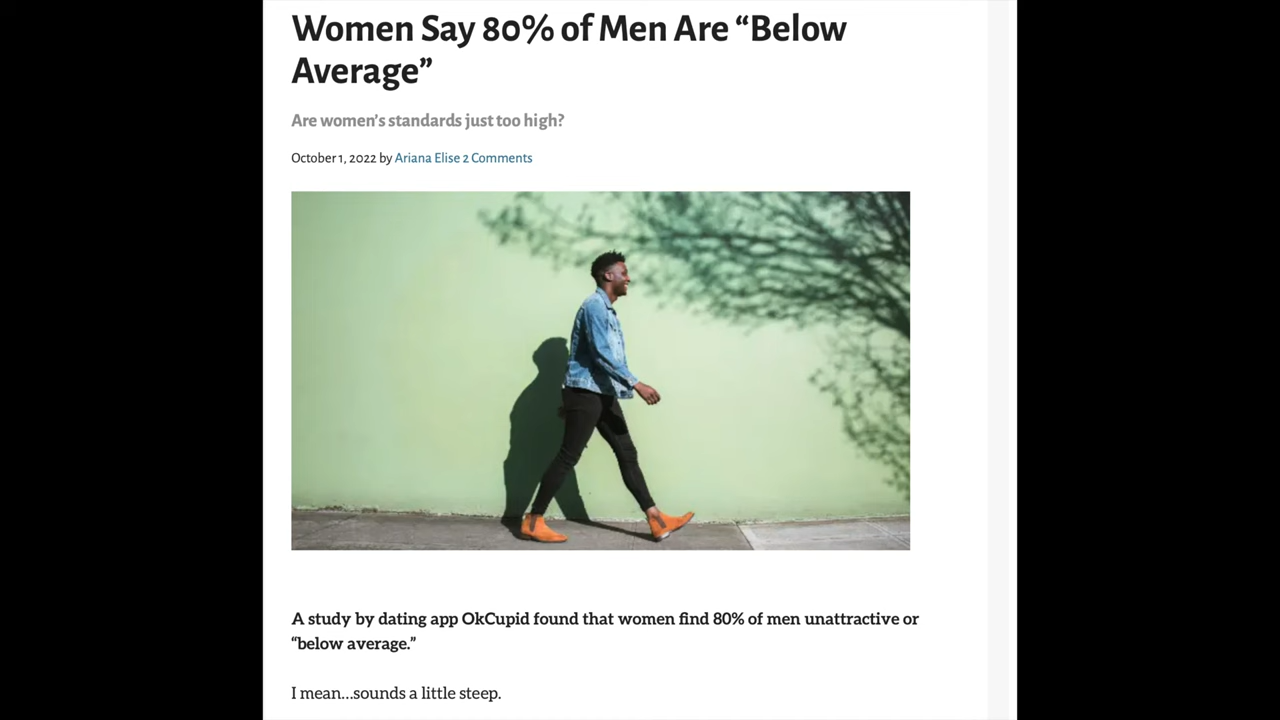 Women Say 80% of Men Are “Below
Average”
Are women’s standards just too high?
October 1, 2022 by Ariana Elise 2 Comments
A study by dating app OkCupid found that women find 80% of men unattractive or
“below average.”
I mean…sounds a little steep.